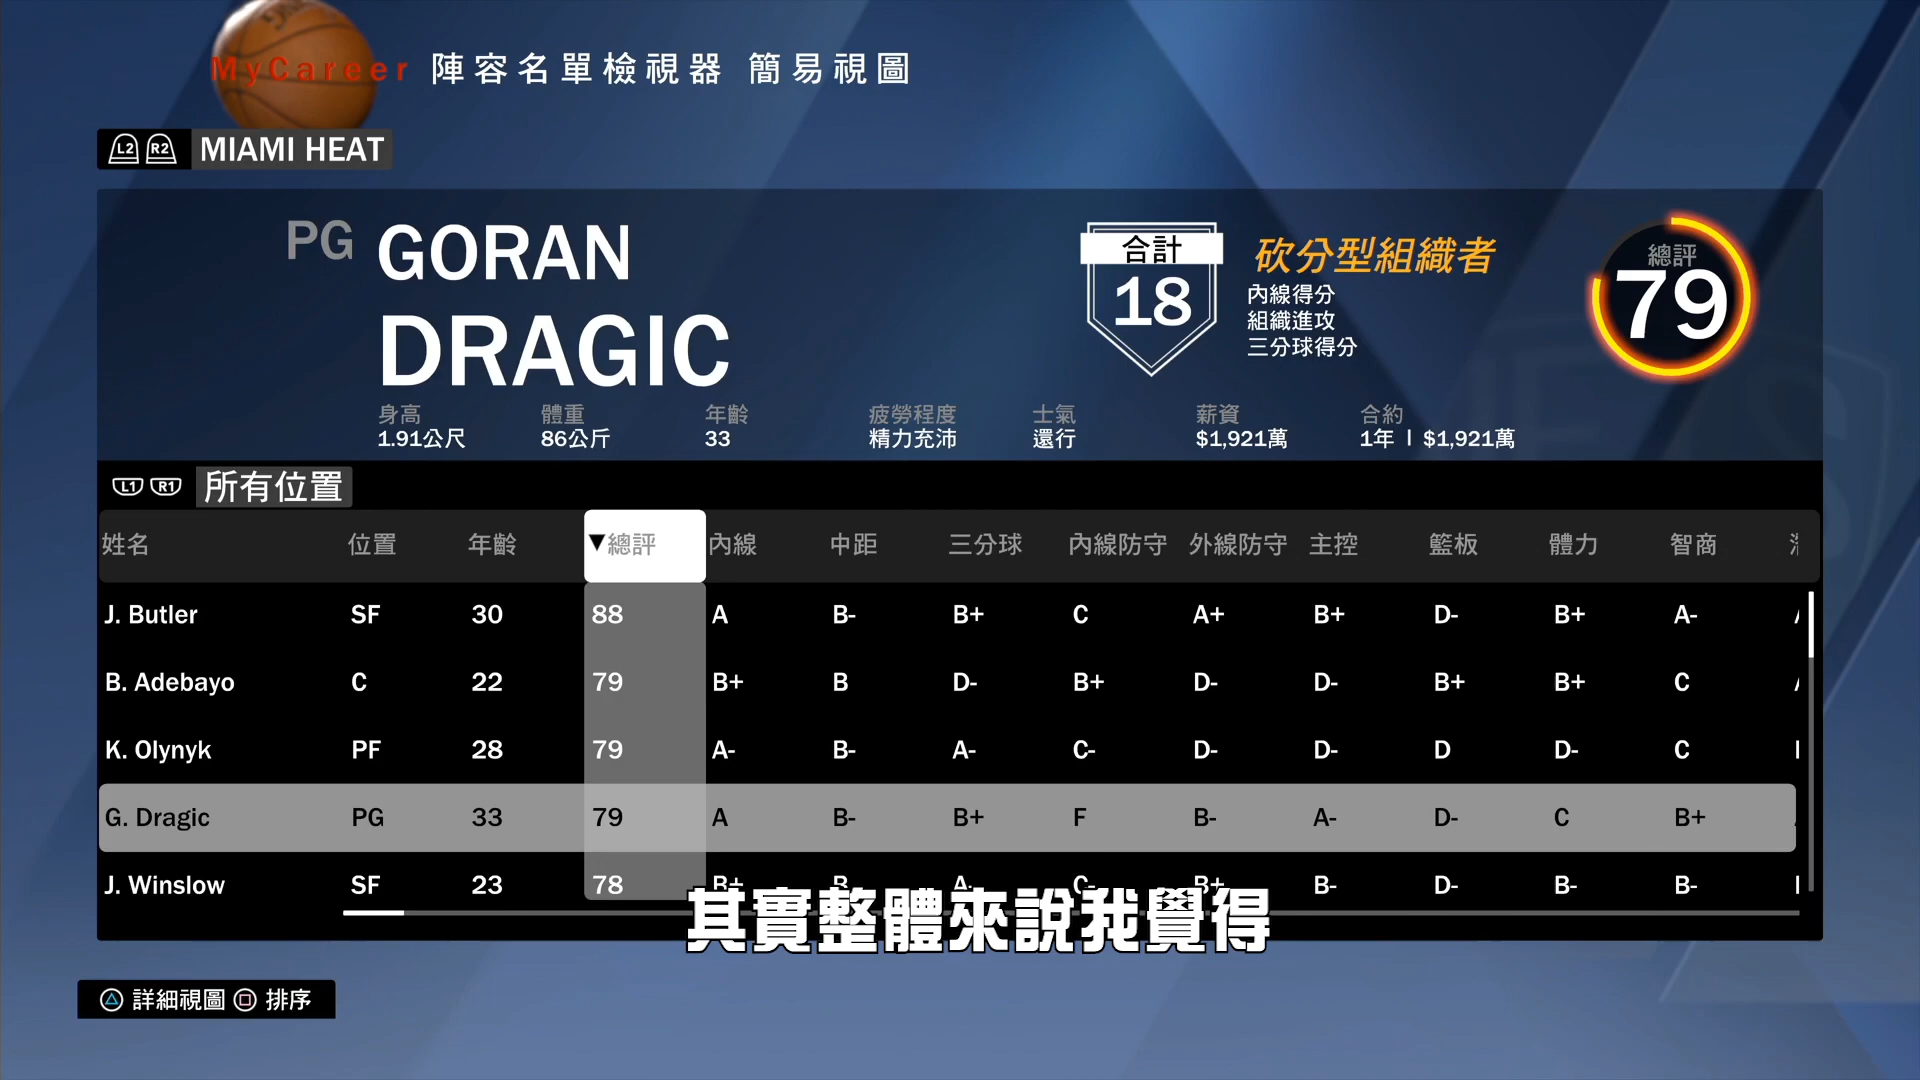 MyCareer 陣容名單檢視器 簡易視圖
L2 R2 MIAMI HEAT
PG GORAN
DRAGIC
合計
18
砍分型組織者
內線得分
組織進攻
三分球得分
總評
79
身高 體重 年齡 疲勞程度 士氣 薪資 合約
1.91公尺 86公斤 33 精力充沛 還行 $1,921萬 1年 | $1,921萬
L1 R1 所有位置
姓名 位置 年齡 ▼總評 內線 中距 三分球 內線防守 外線防守 主控 籃板 體力 智商
J. Butler SF 30 88 A B- B+ C A+ B+ D- B+ A-
B. Adebayo C 22 79 B+ B D- B+ D- D- B+ B+ C
K. Olynyk PF 28 79 A- B- A- C- D- D- D D- C
G. Dragic PG 33 79 A B- B+ F B- A- D- C B+
J. Winslow SF 23 78 B+ B A- C- B+ B- D- B- B-
其實整體來說我覺得
詳細視圖 排序